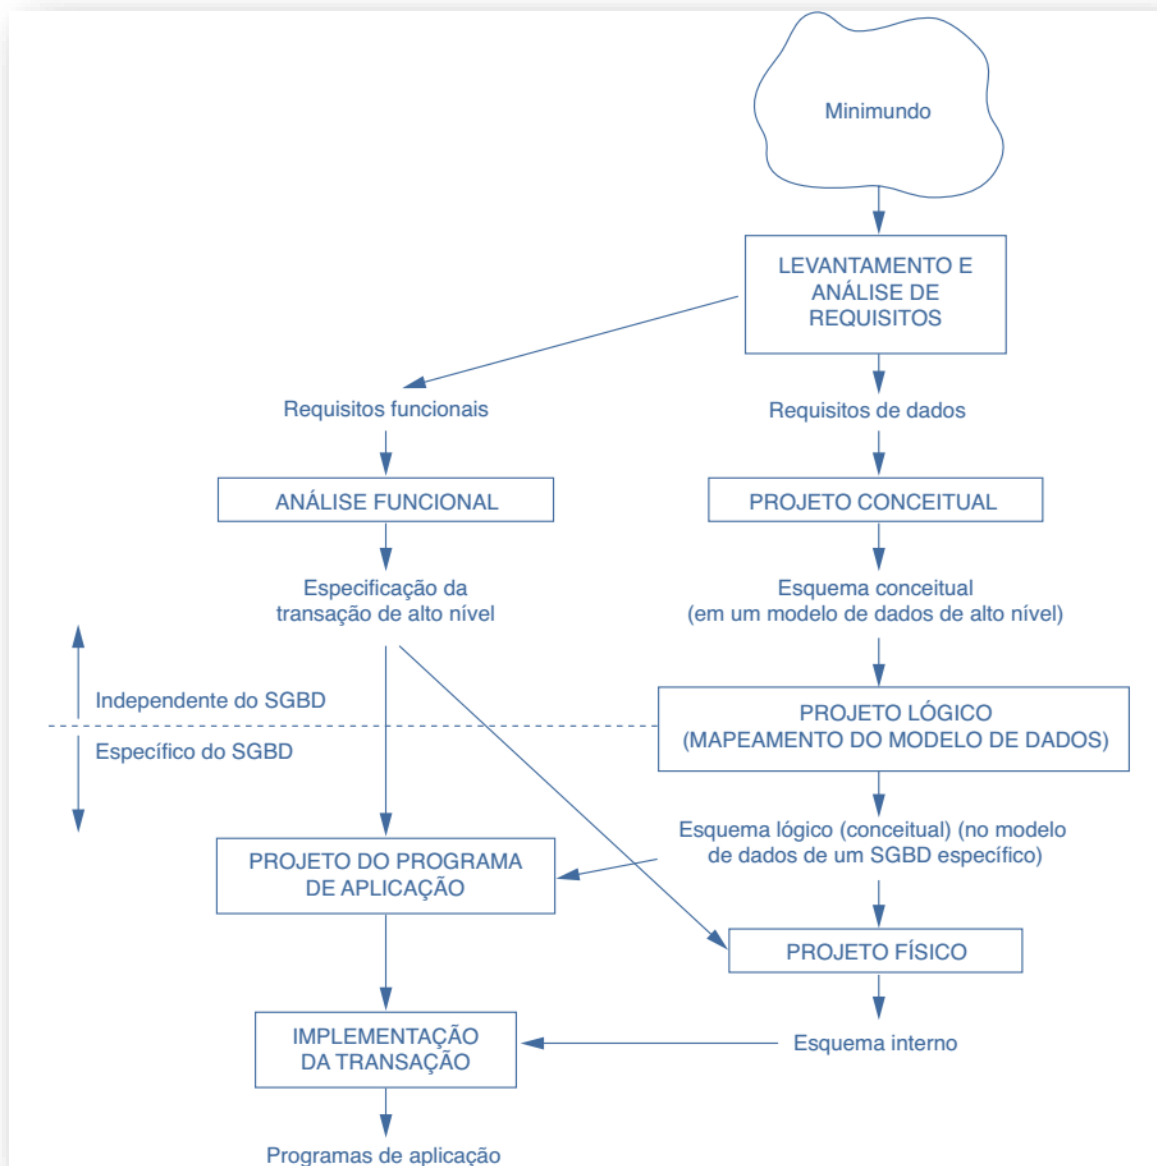 Minimundo
LEVANTAMENTO E
ANÁLISE DE
REQUISITOS
Requisitos funcionais
Requisitos de dados
ANÁLISE FUNCIONAL
PROJETO CONCEITUAL
Especificação da
transação de alto nível
Esquema conceitual
(em um modelo de dados de alto nível)
Independente do SGBD
Específico do SGBD
PROJETO LÓGICO
(MAPEAMENTO DO MODELO DE DADOS)
Esquema lógico (conceitual) (no modelo
de dados de um SGBD específico)
PROJETO DO PROGRAMA
DE APLICAÇÃO
PROJETO FÍSICO
IMPLEMENTAÇÃO
DA TRANSAÇÃO
Esquema interno
Programas de aplicação